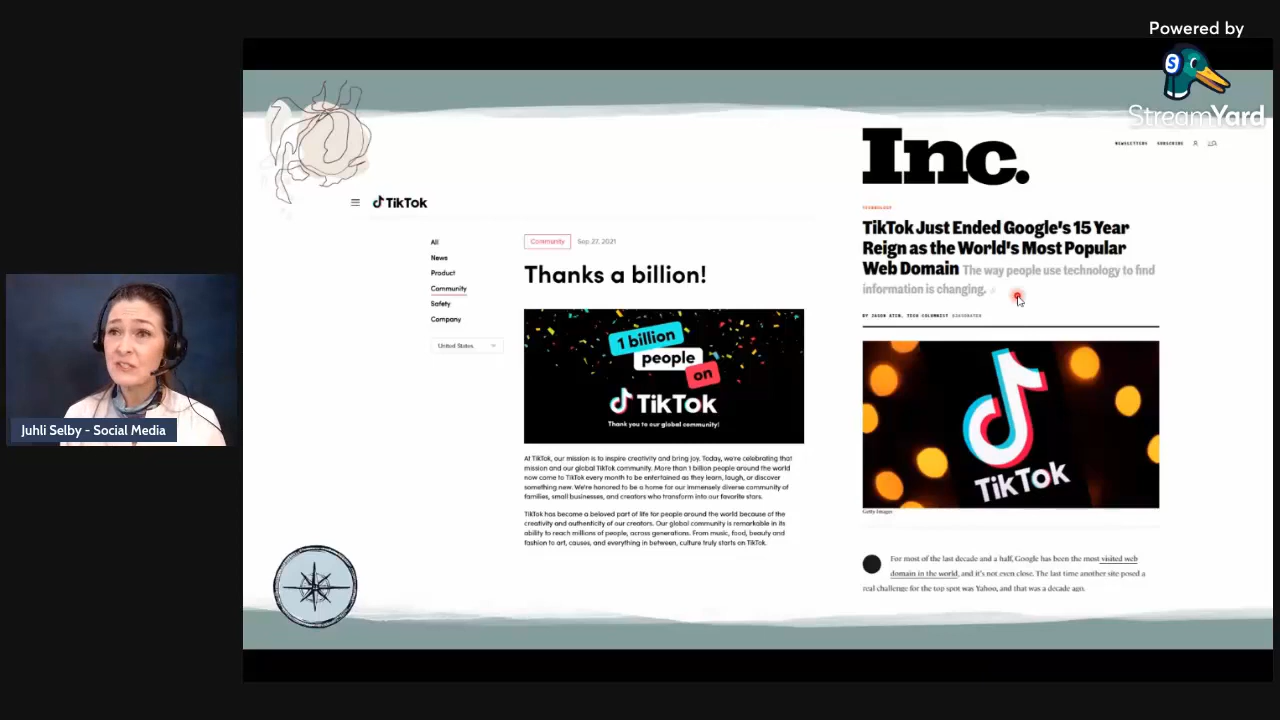 Powered by
S
StreamYard
TikTok
All
News
Product
Community
Safety
Company
United States
Community Sep 27, 2021
Thanks a billion!
1 billion
people
on
TikTok
Thank you to our global community!
At TikTok, our mission is to inspire creativity and bring joy. Today, we're celebrating that
mission and our global TikTok community. More than 1 billion people around the world
now come to TikTok every month to be entertained as they learn, laugh, or discover
something new. We're honored to be a home for our immensely diverse community of
families, small businesses, and creators who transform into our favorite stars.
TikTok has become a beloved part of life for people around the world because of the
creativity and authenticity of our creators. Our global community is remarkable in its
ability to reach millions of people, across generations. From music, food, beauty and
fashion to art, causes, and everything in between, culture truly starts on TikTok.
Inc.
NEWSLETTERS SUBSCRIBE
TECHNOLOGY
TikTok Just Ended Google's 15 Year
Reign as the World's Most Popular
Web Domain The way people use technology to find
information is changing.
BY JASON ATEN, TECH COLUMNIST @JASONATEN
TikTok
Getty Images
For most of the last decade and a half, Google has been the most visited web
domain in the world, and it's not even close. The last time another site posed a
real challenge for the top spot was Yahoo, and that was a decade ago.
Juhli Selby - Social Media